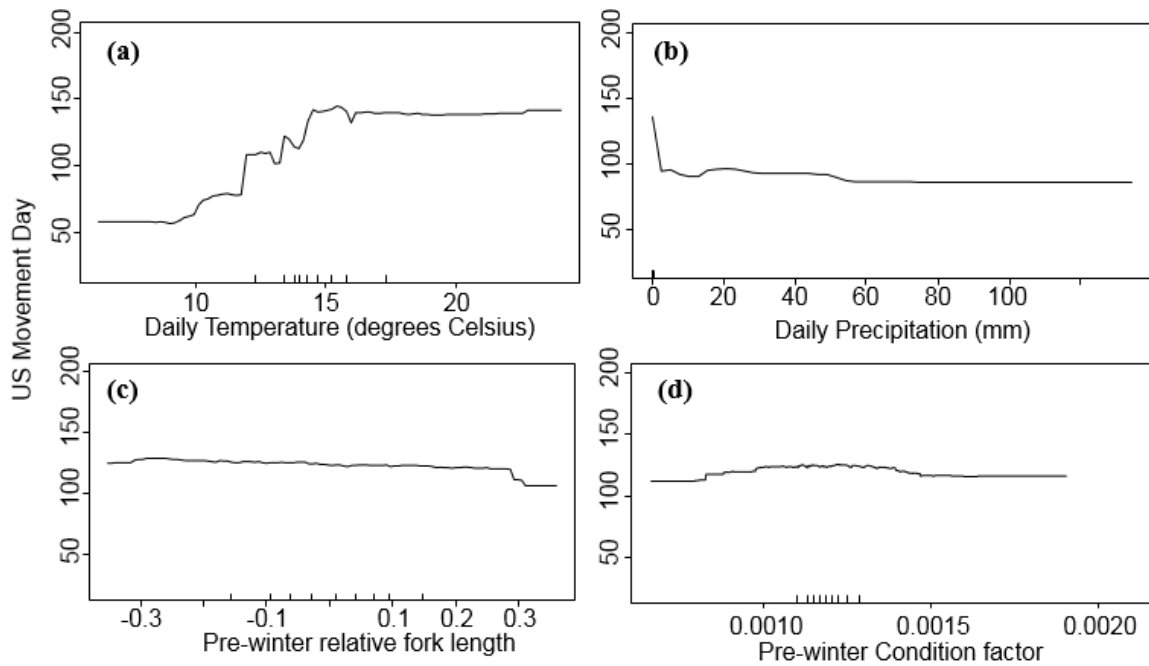 US Movement Day
(a)
200
150
100
50
10 15 20
Daily Temperature (degrees Celsius)
(b)
200
150
100
50
0 20 40 60 80 100
Daily Precipitation (mm)
(c)
200
150
100
50
-0.3 -0.1 0.1 0.2 0.3
Pre-winter relative fork length
(d)
200
150
100
50
0.0010 0.0015 0.0020
Pre-winter Condition factor